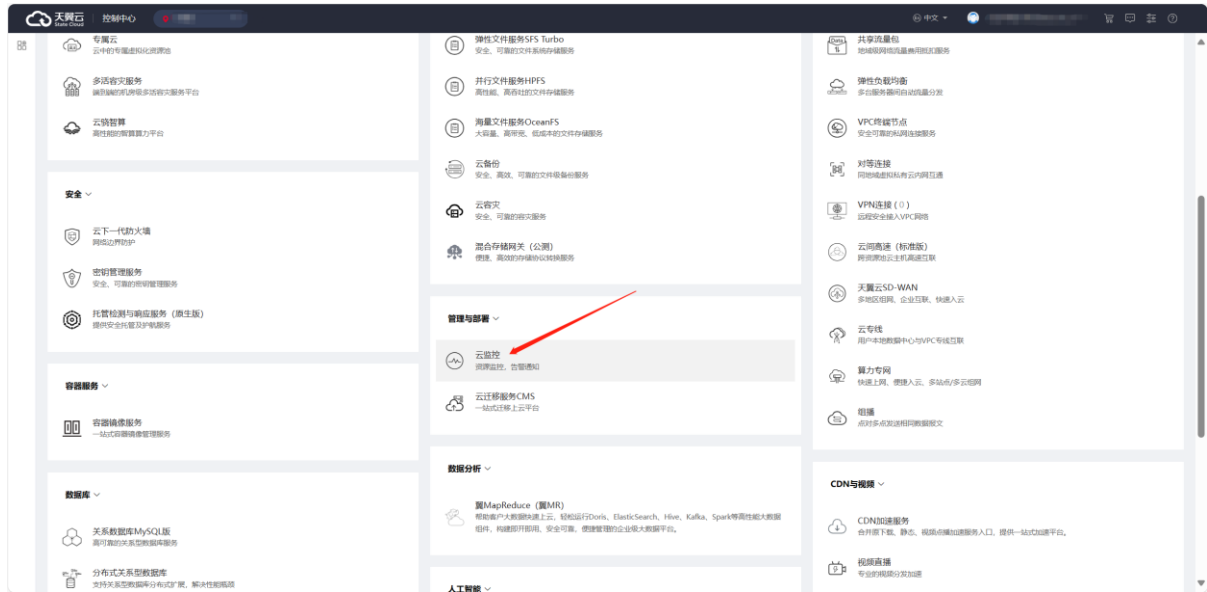 天翼云
State Cloud
控制中心
中文
专属云
云中的专属虚拟化资源池
多活容灾服务
端到端的机房级多活容灾服务平台
云骁智算
高性能的智算算力平台
安全
云下一代防火墙
网络边界防护
密钥管理服务
安全、可靠的密钥管理服务
托管检测与响应服务（原生版）
提供安全托管及护航服务
容器服务
容器镜像服务
一站式容器镜像管理服务
数据库
关系数据库MySQL版
高可靠的关系型数据库服务
分布式关系型数据库
支持关系型数据库分布式扩展，解决性能瓶颈
弹性文件服务SFS Turbo
安全、可靠的文件系统存储服务
并行文件服务HPFS
高性能、高吞吐的文件存储服务
海量文件服务OceanFS
大容量、高带宽、低成本的文件存储服务
云备份
安全、高效、可靠的文件级备份服务
云容灾
安全、可靠的容灾服务
混合存储网关（公测）
便捷、高效的存储协议转换服务
管理与部署
云监控
资源监控，告警通知
云迁移服务CMS
一站式迁移上云平台
数据分析
翼MapReduce（翼MR）
帮助客户大数据快速上云，轻松运行Doris、ElasticSearch、Hive、Kafka、Spark等高性能大数据
组件，构建即开即用，安全可靠、便捷管理的企业级大数据平台。
人工智能
共享流量包
地域级网络流量费用抵扣服务
弹性负载均衡
多台服务器间自动流量分发
VPC终端节点
安全可靠的私网连接服务
对等连接
同地域虚拟私有云内网互通
VPN连接 ( 0 )
远程安全接入VPC网络
云间高速（标准版）
跨资源池云主机高速互联
天翼云SD-WAN
多地区组网、企业互联、快速入云
云专线
用户本地数据中心与VPC专线互联
算力专网
快速上网、便捷入云、多站点/多云组网
组播
点对多点发送相同数据报文
CDN与视频
CDN加速服务
合并原下载、静态、视频点播加速服务入口，提供一站式加速平台。
视频直播
专业的视频分发加速